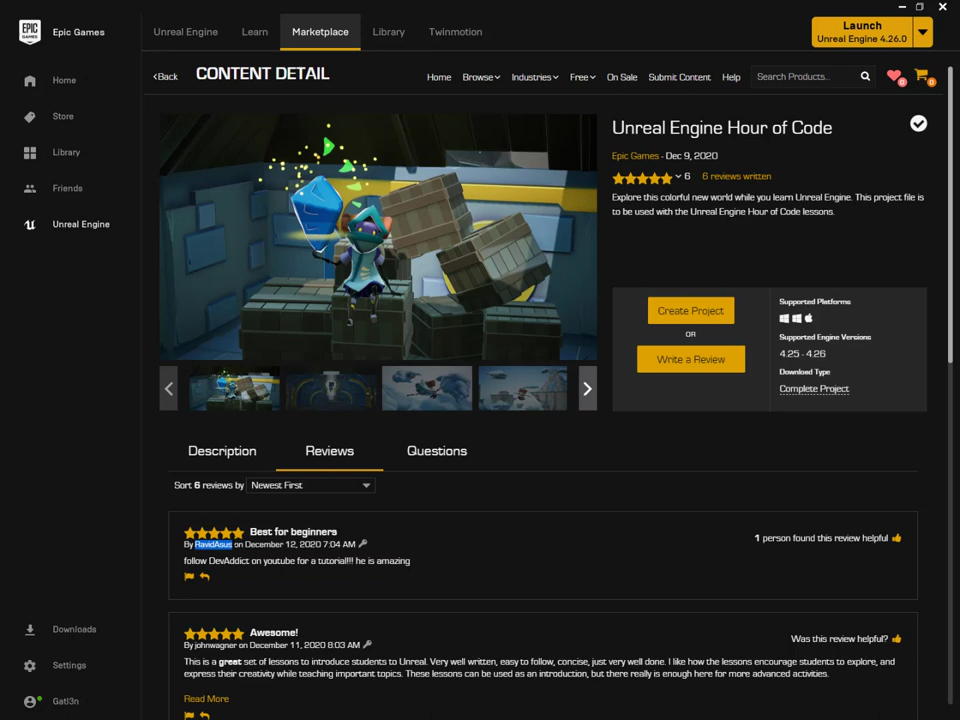 EPIC GAMES
Epic Games
Unreal Engine
Learn
Marketplace
Library
Twinmotion
Launch
Unreal Engine 4.26.0
Home
Store
Library
Friends
Unreal Engine
Downloads
Settings
Gatl3n
Back
CONTENT DETAIL
Home
Browse
Industries
Free
On Sale
Submit Content
Help
Search Products...
0
0
Unreal Engine Hour of Code
Epic Games - Dec 9, 2020
6 6 reviews written
Explore this colorful new world while you learn Unreal Engine. This project file is
to be used with the Unreal Engine Hour of Code lessons.
Create Project
OR
Write a Review
Supported Platforms
Supported Engine Versions
4.25 - 4.26
Download Type
Complete Project
Description
Reviews
Questions
Sort 6 reviews by Newest First
Best for beginners
By RavidAsus on December 12, 2020 7:04 AM
1 person found this review helpful
follow DevAddict on youtube for a tutorial!!! he is amazing
Awesome!
By johnwagner on December 11, 2020 8:03 AM
Was this review helpful?
This is a great set of lessons to introduce students to Unreal. Very well written, easy to follow, concise, just very well done. I like how the lessons encourage students to explore, and
express their creativity while teaching important topics. These lessons can be used as an introduction, but there really is enough here for more advanced activities.
Read More